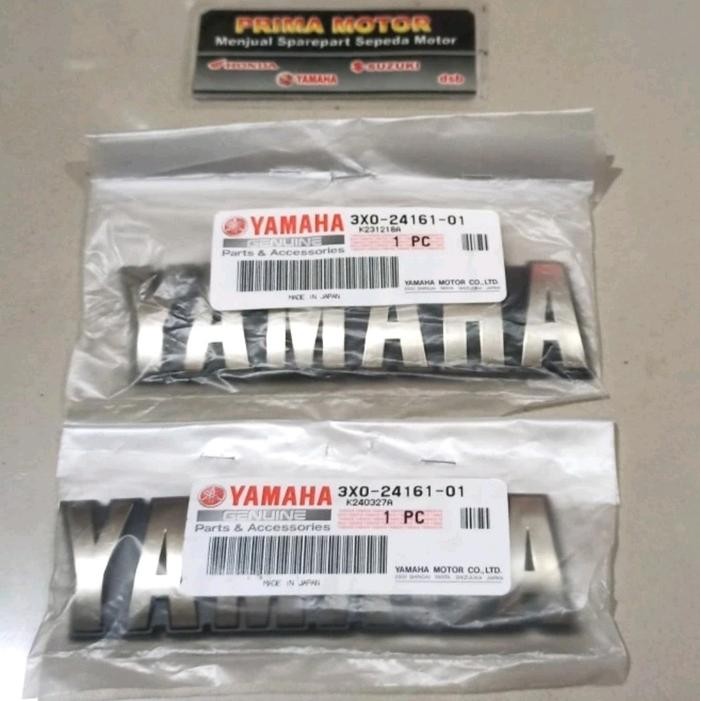 PRIMA MOTOR
Menjual Sparepart Sepeda Motor
HONDA
SUZUKI
YAMAHA
dsb
YAMAHA
GENUINE
Parts & Accessories
3X0-24161-01
K231218A
1 PC
MADE IN JAPAN
YAMAHA MOTOR CO.,LTD.
YAMAHA
YAMAHA
GENUINE
Parts & Accessories
3X0-24161-01
K240327A
1 PC
MADE IN JAPAN
YAMAHA MOTOR CO.,LTD.
YAMAHA